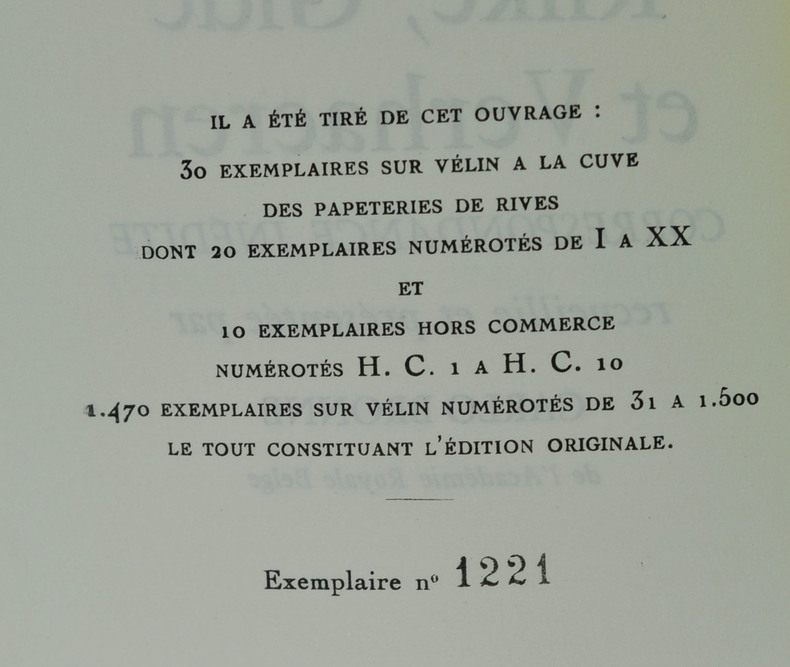 IL A ÉTÉ TIRÉ DE CET OUVRAGE :
30 EXEMPLAIRES SUR VÉLIN A LA CUVE
DES PAPETERIES DE RIVES
DONT 20 EXEMPLAIRES NUMÉROTÉS DE I A XX
ET
10 EXEMPLAIRES HORS COMMERCE
NUMÉROTÉS H. C. 1 A H. C. 10
1.470 EXEMPLAIRES SUR VÉLIN NUMÉROTÉS DE 31 A 1.500
LE TOUT CONSTITUANT L'ÉDITION ORIGINALE.
Exemplaire nº 1221